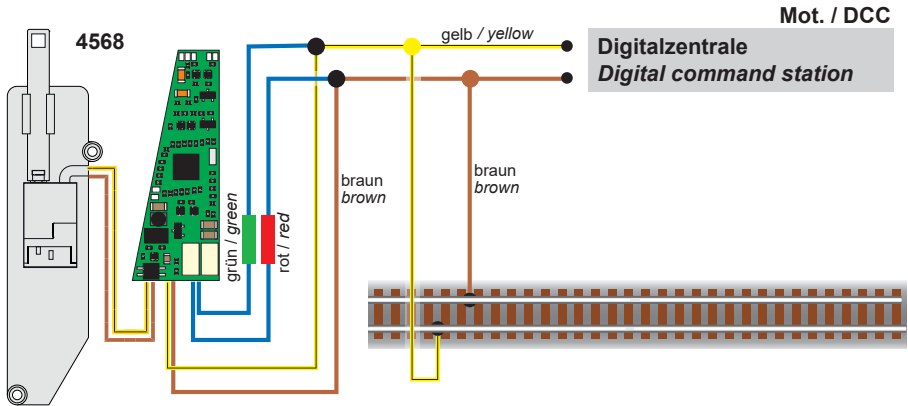 Mot. / DCC
4568
gelb / yellow
Digitalzentrale
Digital command station
braun
brown
braun
brown
grün / green
rot / red